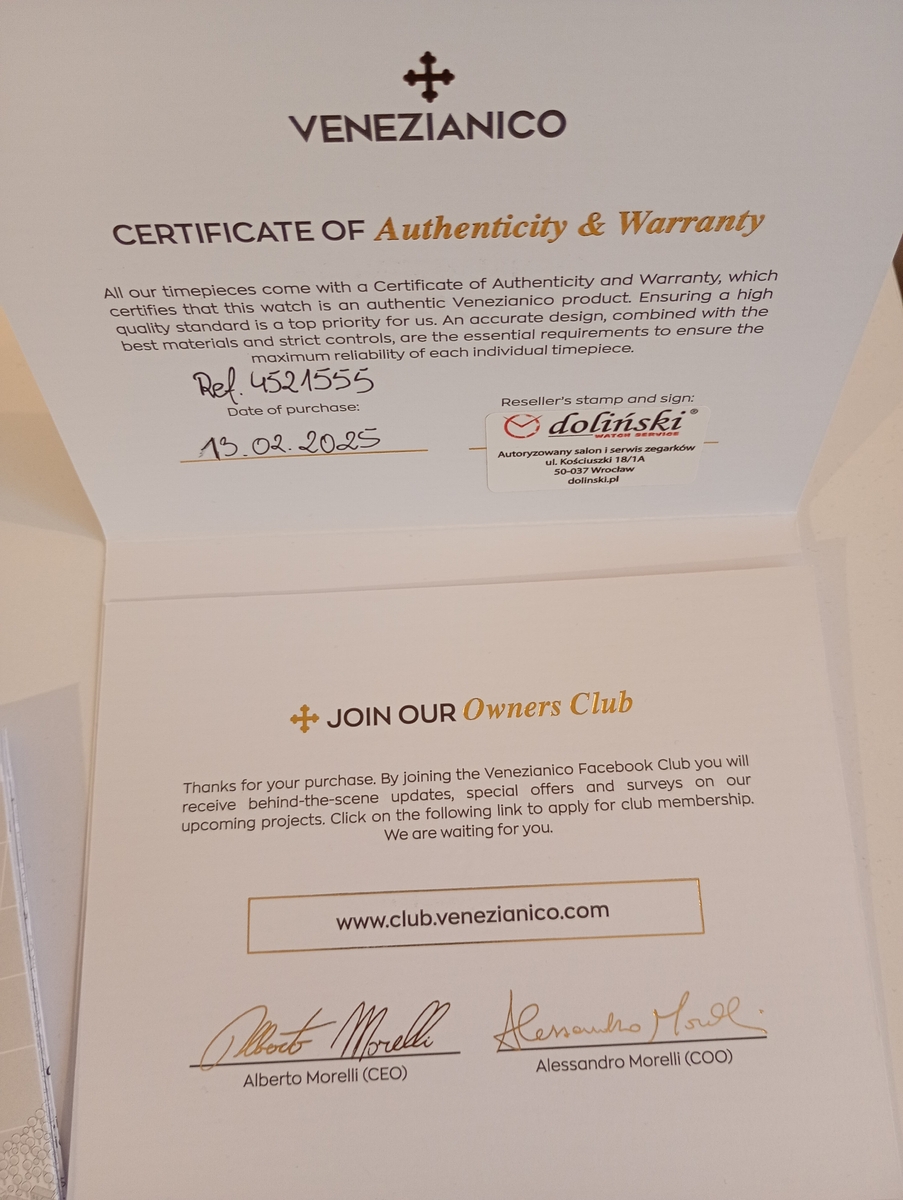 VENEZIANICO
CERTIFICATE OF Authenticity & Warranty
All our timepieces come with a Certificate of Authenticity and Warranty, which
certifies that this watch is an authentic Venezianico product. Ensuring a high
quality standard is a top priority for us. An accurate design, combined with the
best materials and strict controls, are the essential requirements to ensure the
maximum reliability of each individual timepiece.
Ref. 4521555
Date of purchase:
13.02.2025
Reseller's stamp and sign:
doliński®
WATCH SERVICE
Autoryzowany salon i serwis zegarków
ul. Kościuszki 18/1A
50-037 Wrocław
dolinski.pl
JOIN OUR Owners Club
Thanks for your purchase. By joining the Venezianico Facebook Club you will
receive behind-the-scene updates, special offers and surveys on our
upcoming projects. Click on the following link to apply for club membership.
We are waiting for you.
www.club.venezianico.com
Alberto Morelli
Alberto Morelli (CEO)
Alessandro Morelli
Alessandro Morelli (COO)